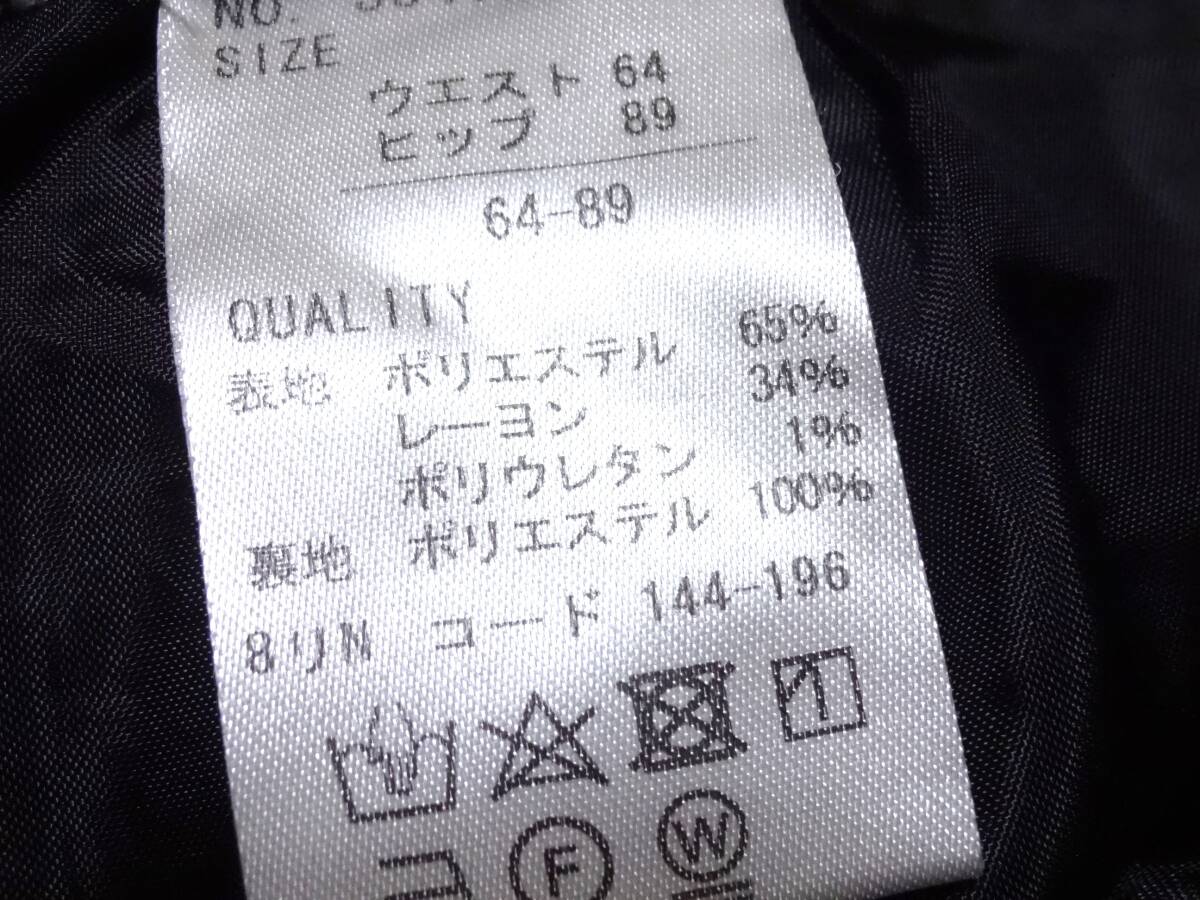 NO.
SIZE
ウエスト 64
ヒップ 89
64-89
QUALITY
表地 ポリエステル 65%
レーヨン 34%
ポリウレタン 1%
裏地 ポリエステル 100%
8リN コード 144-196
F W